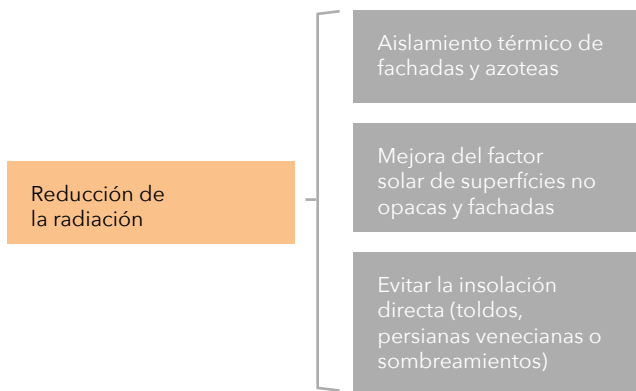 Reducción de
la radiación
Aislamiento térmico de
fachadas y azoteas
Mejora del factor
solar de superfícies no
opacas y fachadas
Evitar la insolación
directa (toldos,
persianas venecianas o
sombreamientos)